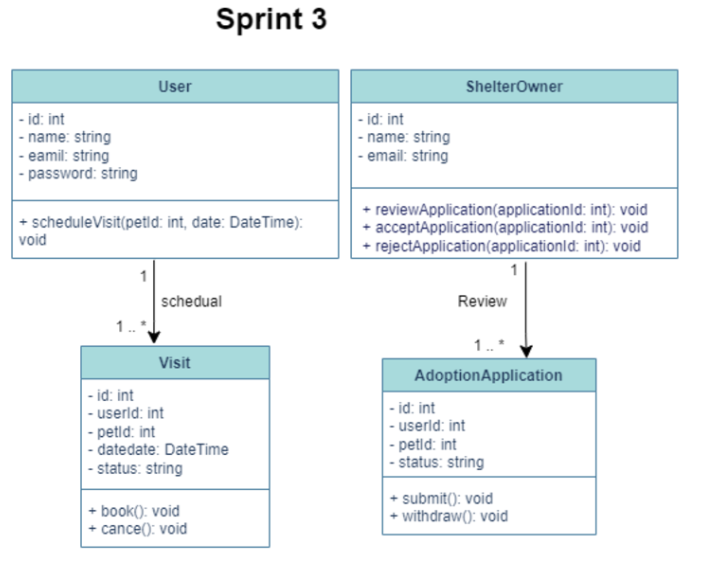 Sprint 3
User
- id: int
- name: string
- eamil: string
- password: string
+ scheduleVisit(petId: int, date: DateTime):
void
ShelterOwner
- id: int
- name: string
- email: string
+ reviewApplication(applicationId: int): void
+ acceptApplication(applicationId: int): void
+ rejectApplication(applicationId: int): void
1
schedual
1 .. *
1
Review
1 .. *
Visit
- id: int
- userId: int
- petId: int
- datedate: DateTime
- status: string
+ book(): void
+ cance(): void
AdoptionApplication
- id: int
- userId: int
- petId: int
- status: string
+ submit(): void
+ withdraw(): void